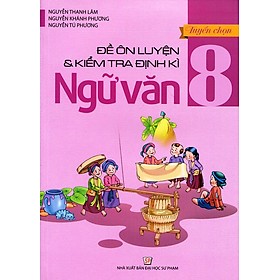 NGUYỄN THANH LÂM
NGUYỄN KHÁNH PHƯƠNG
NGUYỄN TÚ PHƯƠNG
Tuyển chọn
ĐỀ ÔN LUYỆN
& KIỂM TRA ĐỊNH KÌ
NGỮ VĂN 8
NHÀ XUẤT BẢN ĐẠI HỌC SƯ PHẠM